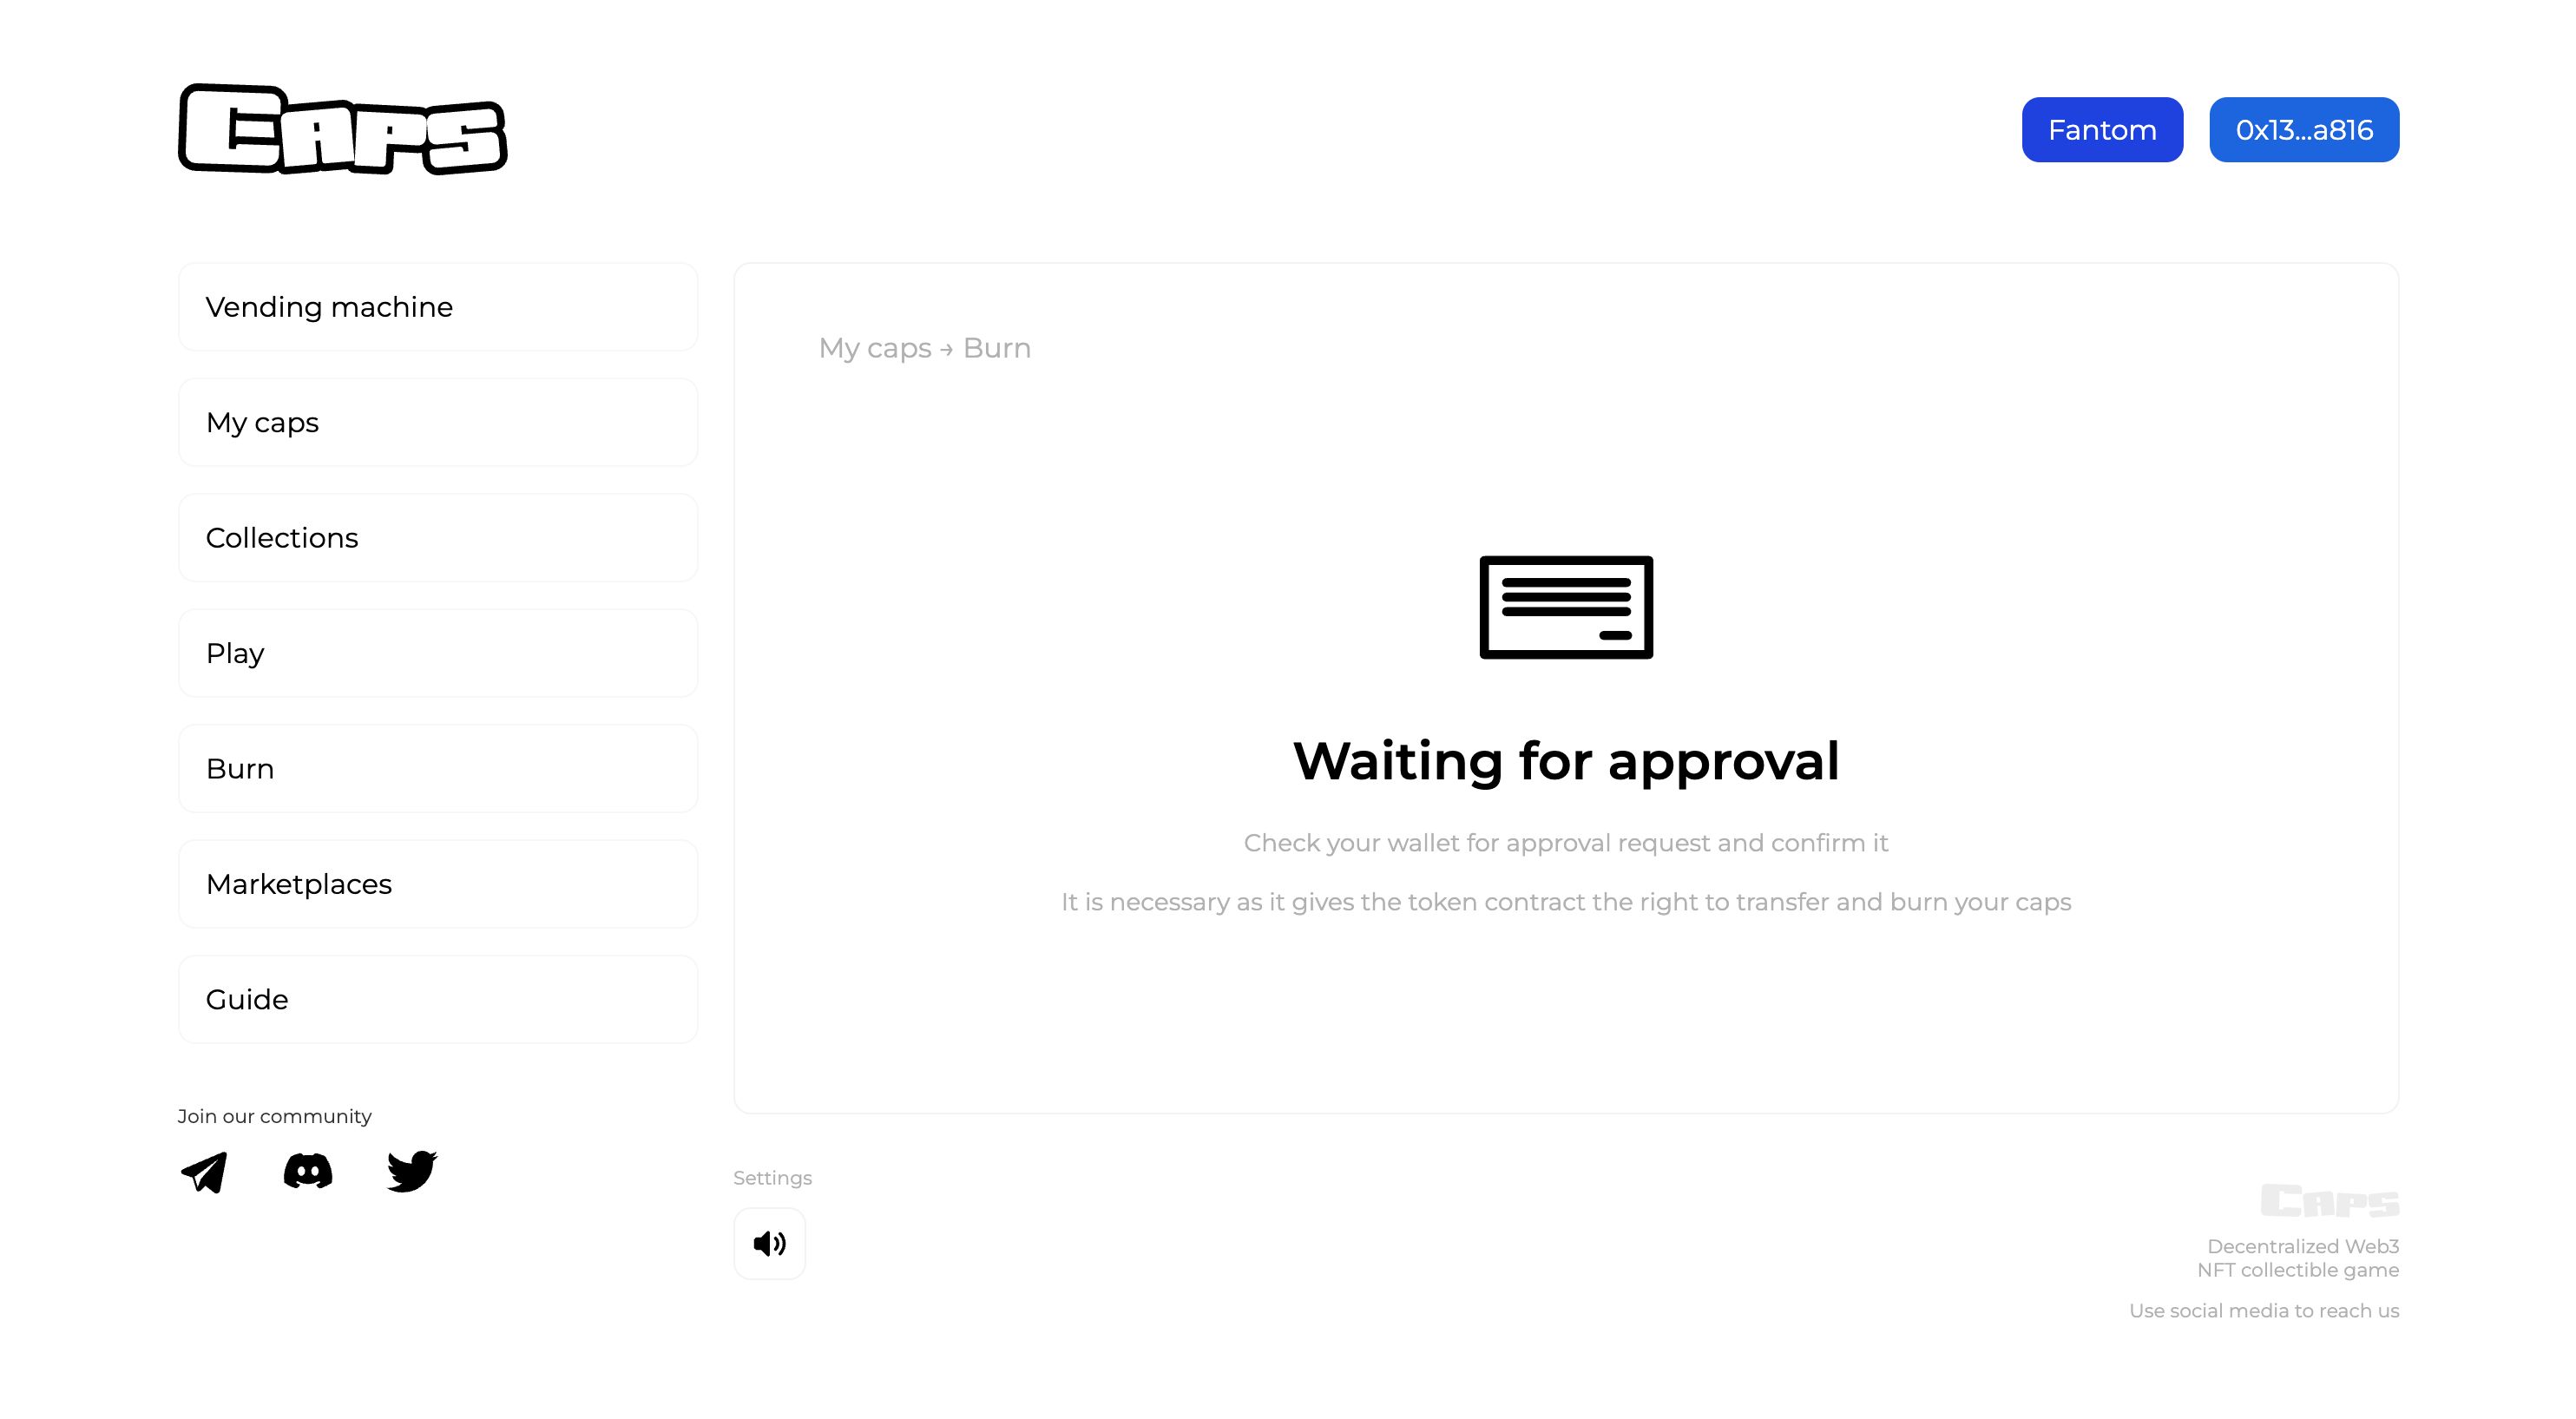 Caps
Fantom
0x13...a816
Vending machine
My caps
Collections
Play
Burn
Marketplaces
Guide
Join our community
My caps → Burn
Waiting for approval
Check your wallet for approval request and confirm it
It is necessary as it gives the token contract the right to transfer and burn your caps
Settings
Caps
Decentralized Web3
NFT collectible game
Use social media to reach us